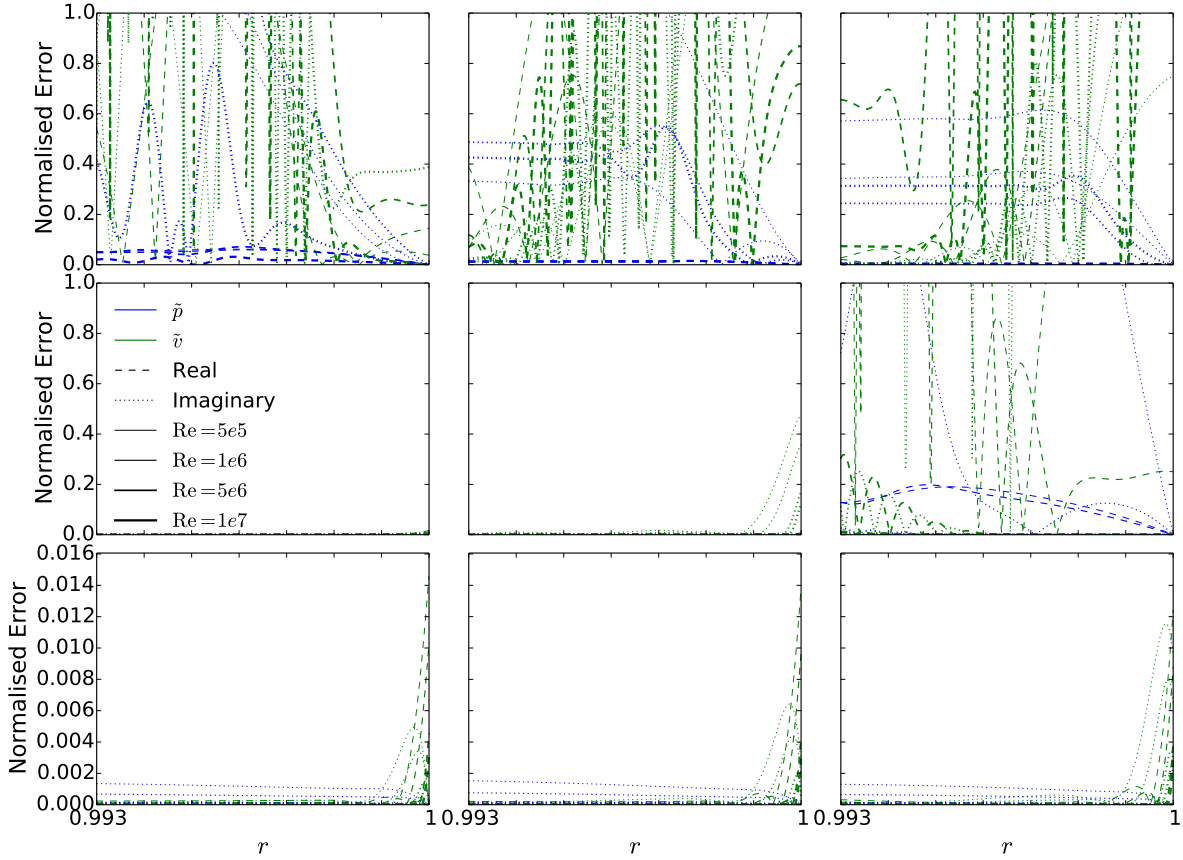 1.0
0.8
0.6
0.4
0.2
0.0
Normalised Error
1.0
0.8
0.6
0.4
0.2
0.0
Normalised Error
p̃
ṽ
Real
Imaginary
Re = 5e5
Re = 1e6
Re = 5e6
Re = 1e7
0.016
0.014
0.012
0.010
0.008
0.006
0.004
0.002
0.000
Normalised Error
0.993 1 0.993 1 0.993 1
r r r